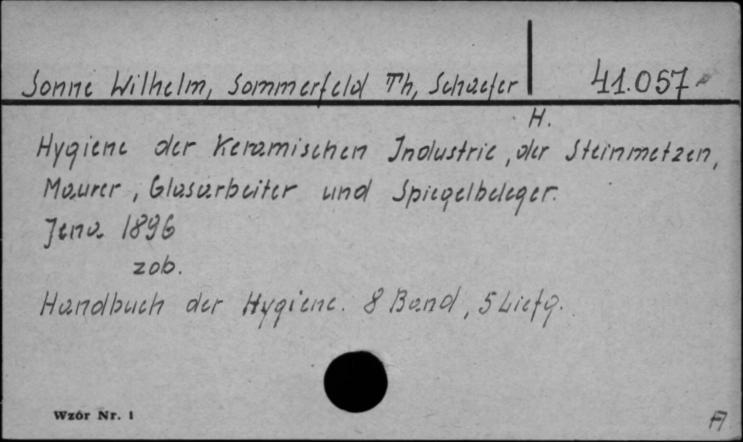 Sonne Wilhelm, Sommerfeld Th, Schaefer 41.057
H.
Hygiene der keramischen Industrie, der Steinmetzen,
Maurer, Glasarbeiter und Spiegelbeleger.
Jena 1896
zob.
Handbuch der Hygiene. 8 Band, 5 Liefg.
Wzór Nr. 1